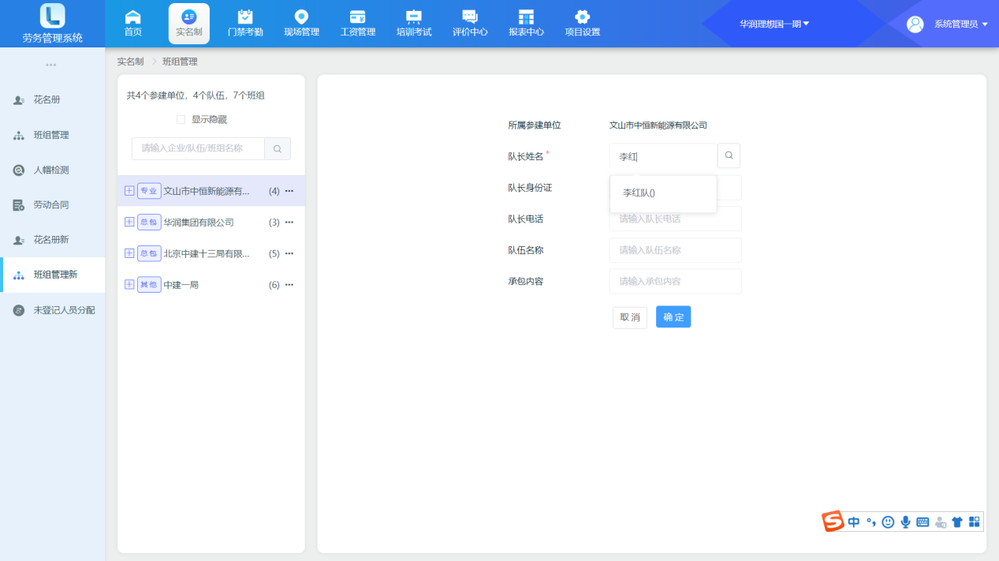 劳务管理系统
首页
实名制
门禁考勤
现场管理
工资管理
培训考试
评价中心
报表中心
项目设置
华润理想国一期
系统管理员
花名册
班组管理
人帽检测
劳动合同
花名册新
班组管理新
未登记人员分配
实名制 > 班组管理
共4个参建单位，4个队伍，7个班组
显示隐藏
请输入企业/队伍/班组名称
专业 文山市中恒新能源有... (4)
总包 华润集团有限公司 (3)
总包 北京中建十三局有限... (5)
其他 中建一局 (6)
所属参建单位 文山市中恒新能源有限公司
队长姓名 * 李红
队长身份证
李红队()
队长电话 请输入队长电话
队伍名称 请输入队伍名称
承包内容 请输入承包内容
取消 确定
中